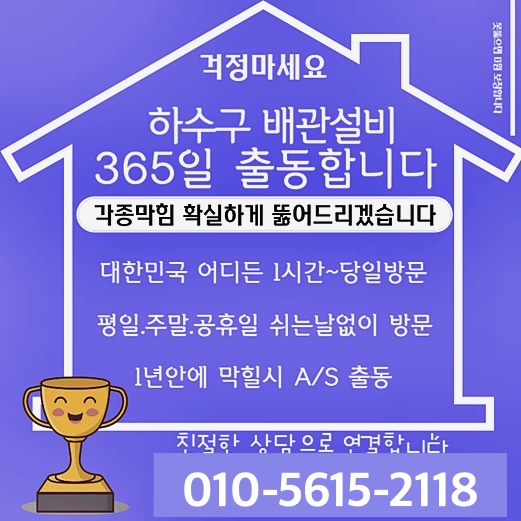 걱정마세요
하수구 배관설비
365일 출동합니다
각종막힘 확실하게 뚫어드리겠습니다
대한민국 어디든 1시간~당일방문
평일.주말.공휴일 쉬는날없이 방문
1년안에 막힐시 A/S 출동
친절한 상담으로 연결합니다
010-5615-2118